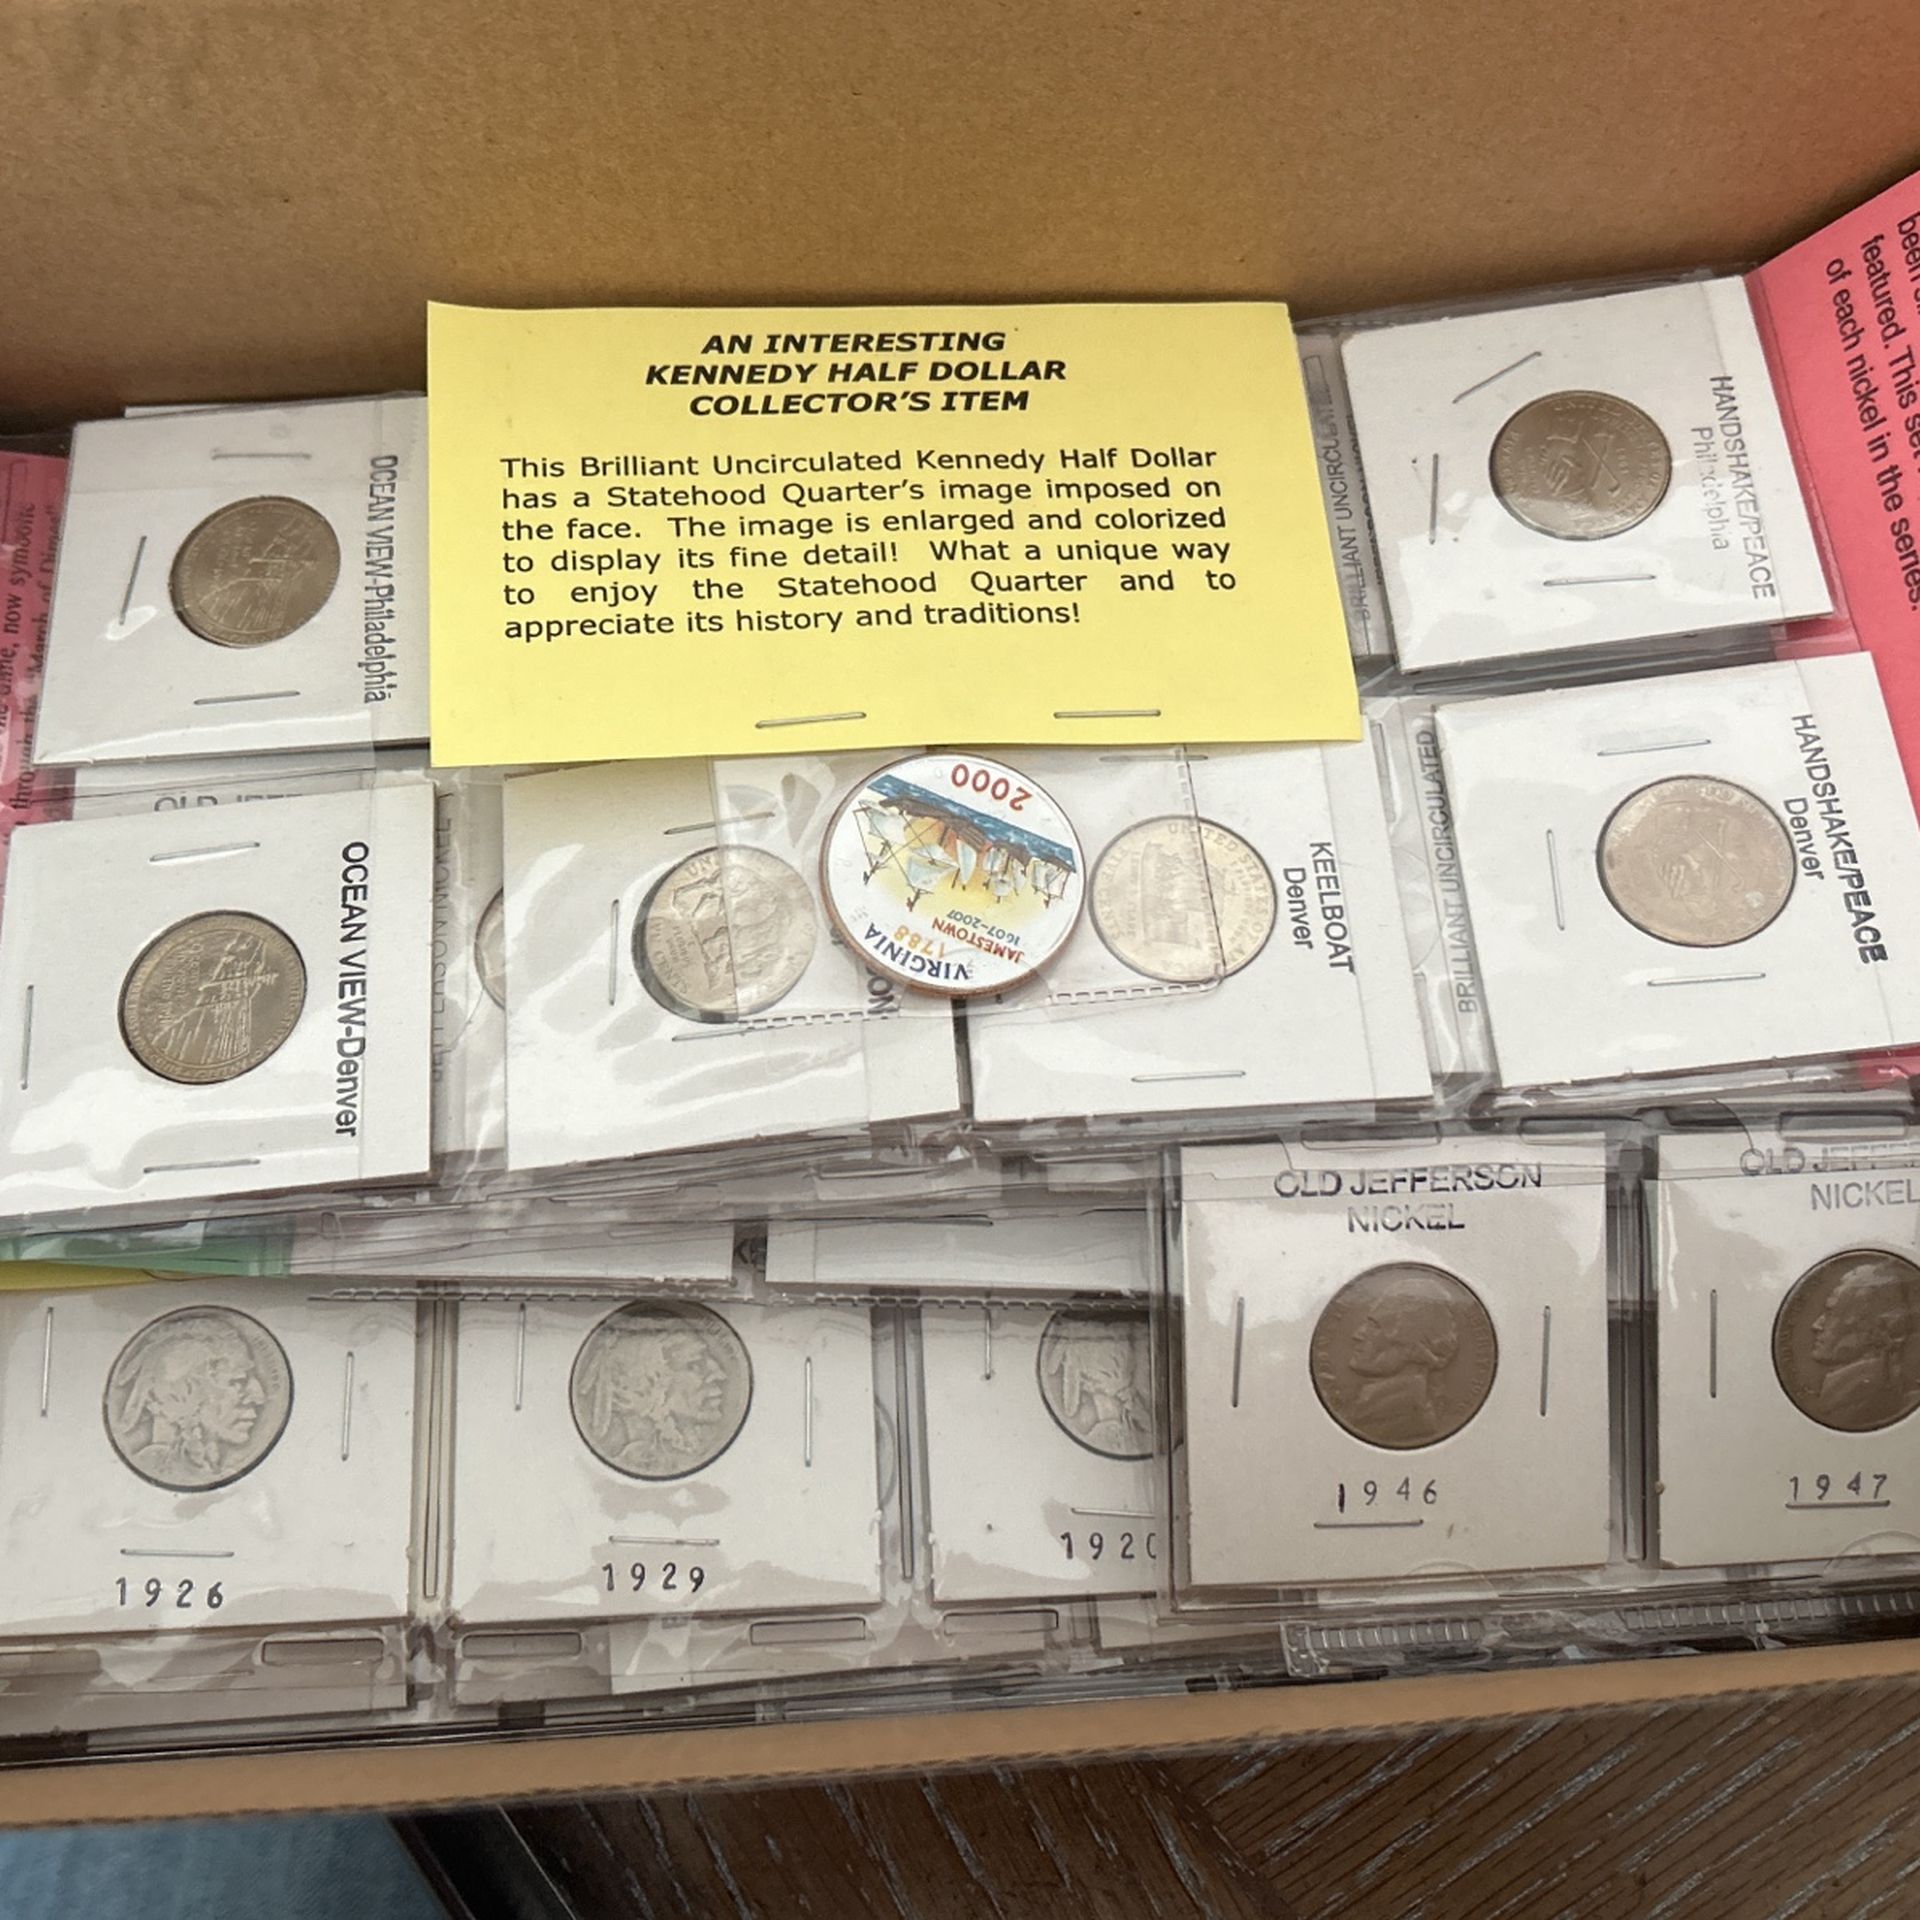 AN INTERESTING
KENNEDY HALF DOLLAR
COLLECTOR'S ITEM
This Brilliant Uncirculated Kennedy Half Dollar
has a Statehood Quarter's image imposed on
the face. The image is enlarged and colorized
to display its fine detail! What a unique way
to enjoy the Statehood Quarter and to
appreciate its history and traditions!
OCEAN VIEW-Philadelphia
HANDSHAKE/PEACE
Philadelphia
featured. This
of each nickel in the series.
now symbolic
BRILLIANT UNCIRCULATED
OCEAN VIEW-Denver
2000
VIRGINIA
1788
JAMESTOWN
1607-2007
UNITED STATES
KEELBOAT
Denver
BRILLIANT UNCIRCULATED
HANDSHAKE/PEACE
Denver
OLD JEFFERSON
NICKEL
1946
NICKEL
1947
1926
1929